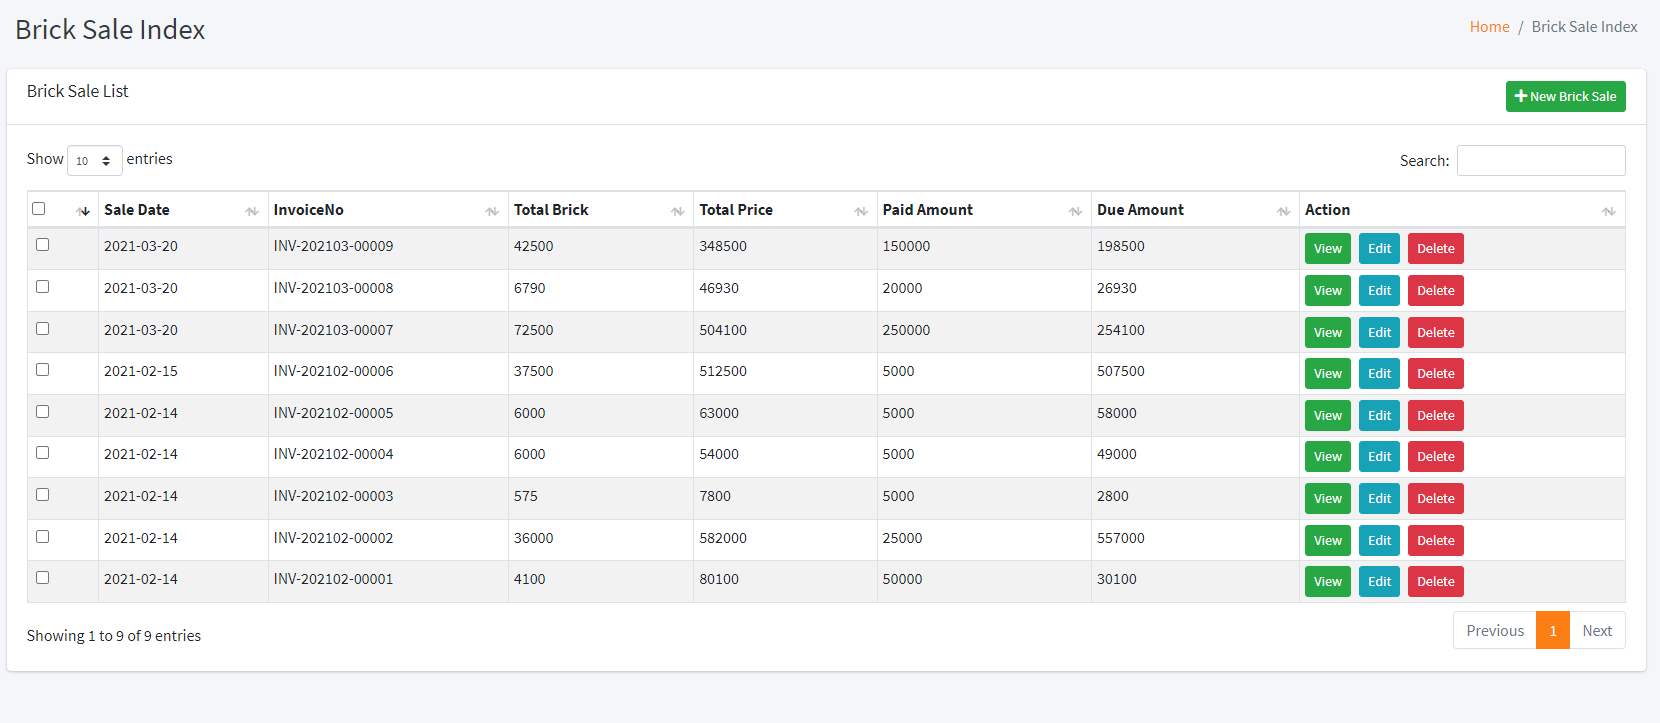 Brick Sale Index
Home / Brick Sale Index
Brick Sale List
New Brick Sale
Show 10 entries
Search:
Sale Date InvoiceNo Total Brick Total Price Paid Amount Due Amount Action
2021-03-20 INV-202103-00009 42500 348500 150000 198500 View Edit Delete
2021-03-20 INV-202103-00008 6790 46930 20000 26930 View Edit Delete
2021-03-20 INV-202103-00007 72500 504100 250000 254100 View Edit Delete
2021-02-15 INV-202102-00006 37500 512500 5000 507500 View Edit Delete
2021-02-14 INV-202102-00005 6000 63000 5000 58000 View Edit Delete
2021-02-14 INV-202102-00004 6000 54000 5000 49000 View Edit Delete
2021-02-14 INV-202102-00003 575 7800 5000 2800 View Edit Delete
2021-02-14 INV-202102-00002 36000 582000 25000 557000 View Edit Delete
2021-02-14 INV-202102-00001 4100 80100 50000 30100 View Edit Delete
Showing 1 to 9 of 9 entries
Previous 1 Next